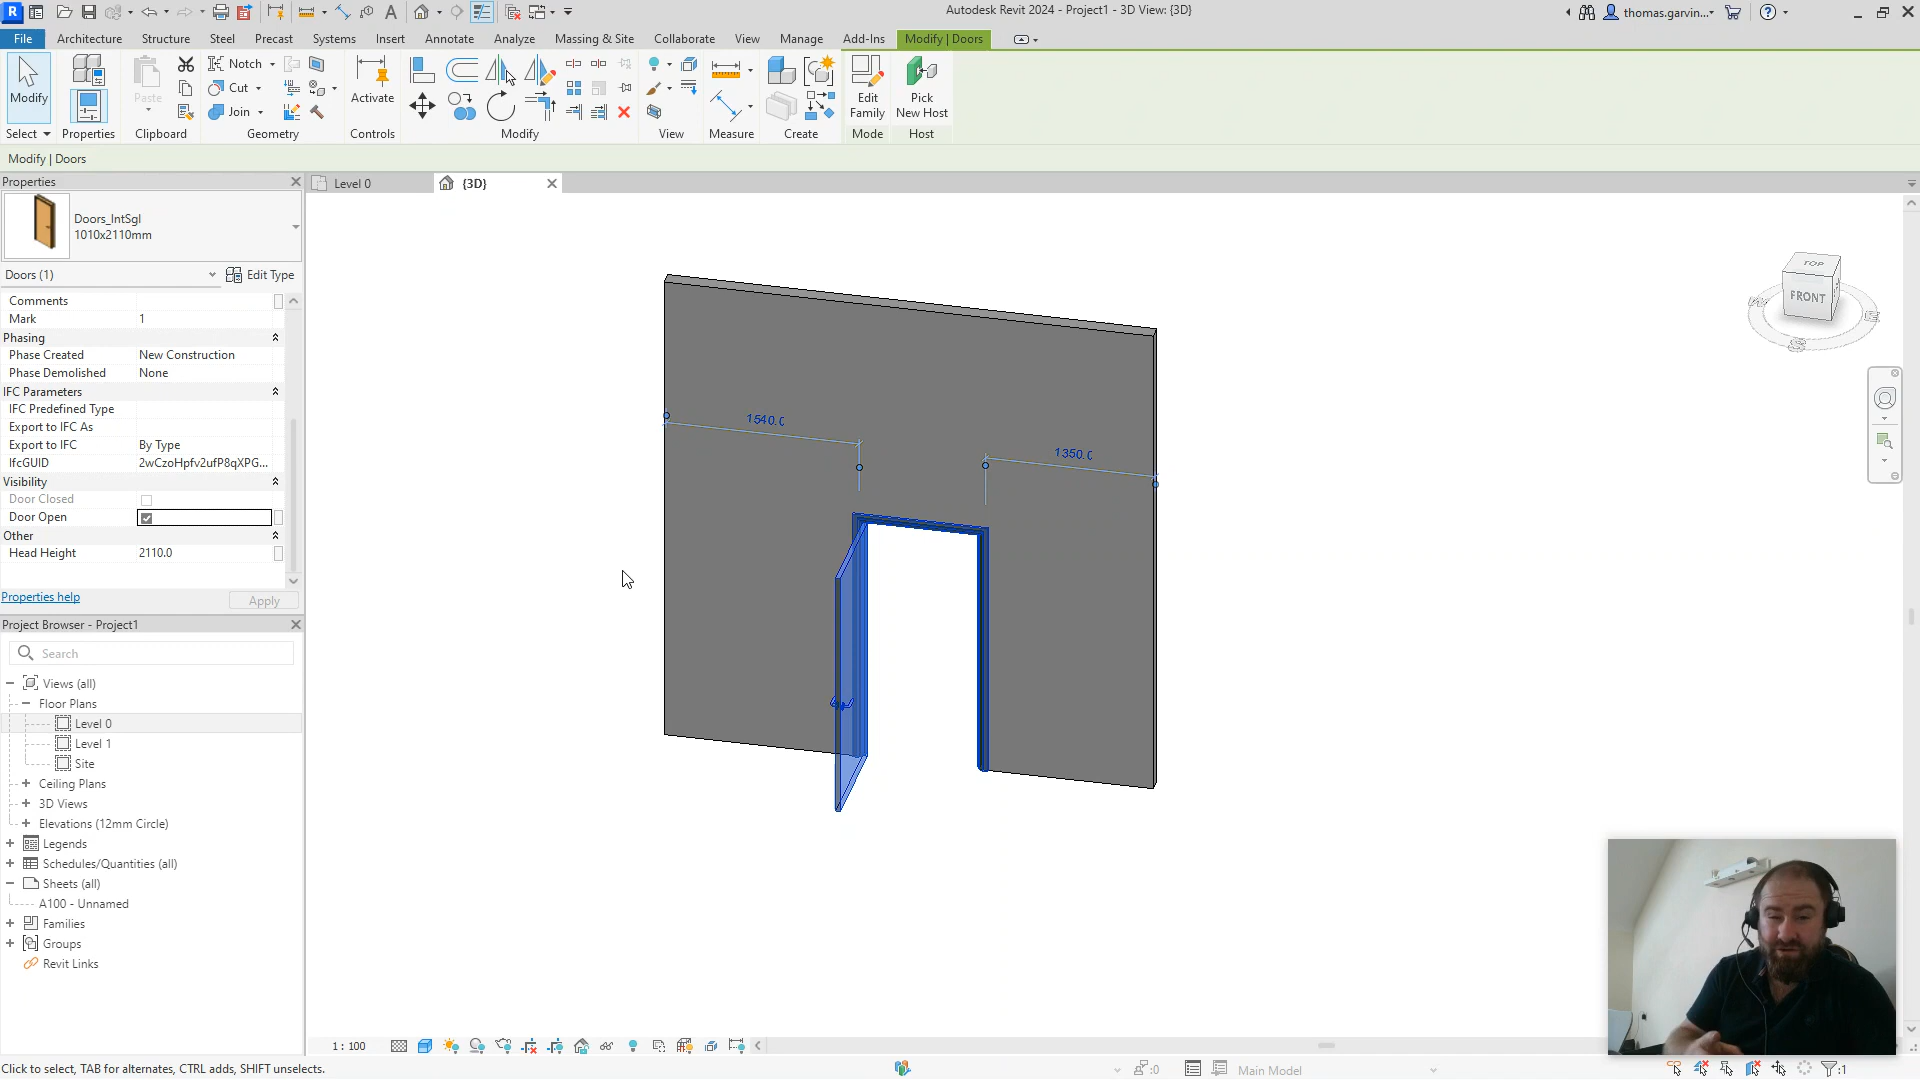 Autodesk Revit 2024 - Project1 - 3D View: {3D}
thomas.garvin...
File Architecture Structure Steel Precast Systems Insert Annotate Analyze Massing & Site Collaborate View Manage Add-Ins Modify | Doors
Modify
Select
Properties
Paste
Clipboard
Notch
Cut
Join
Geometry
Activate
Controls
Modify
View
Measure
Create
Edit
Family
Mode
Pick
New Host
Host
Modify | Doors
Properties
Level 0
{3D}
Doors_IntSgl
1010x2110mm
Doors (1)
Edit Type
Comments
Mark 1
Phasing
Phase Created New Construction
Phase Demolished None
IFC Parameters
IFC Predefined Type
Export to IFC As
Export to IFC By Type
IfcGUID 2wCzoHpfv2ufP8qXPG...
Visibility
Door Closed
Door Open
Other
Head Height 2110.0
Properties help
Apply
1540.0
1350.0
TOP
FRONT
W
E
S
Project Browser - Project1
Search
Views (all)
Floor Plans
Level 0
Level 1
Site
Ceiling Plans
3D Views
Elevations (12mm Circle)
Legends
Schedules/Quantities (all)
Sheets (all)
A100 - Unnamed
Families
Groups
Revit Links
1 : 100
Click to select, TAB for alternates, CTRL adds, SHIFT unselects.
:0
Main Model
:1